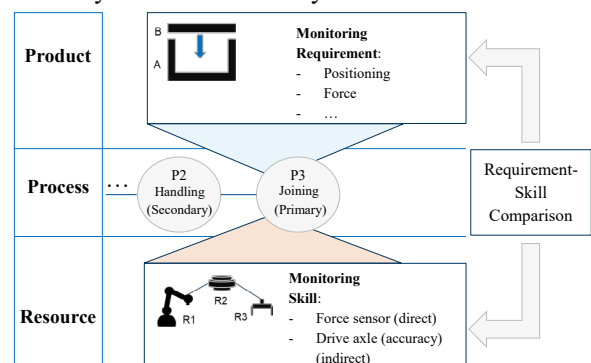 Product
B
A
Monitoring
Requirement:
- Positioning
- Force
- ...
Process
...
P2
Handling
(Secondary)
P3
Joining
(Primary)
Requirement-
Skill
Comparison
Resource
R1
R2
R3
Monitoring
Skill:
- Force sensor (direct)
- Drive axle (accuracy)
(indirect)